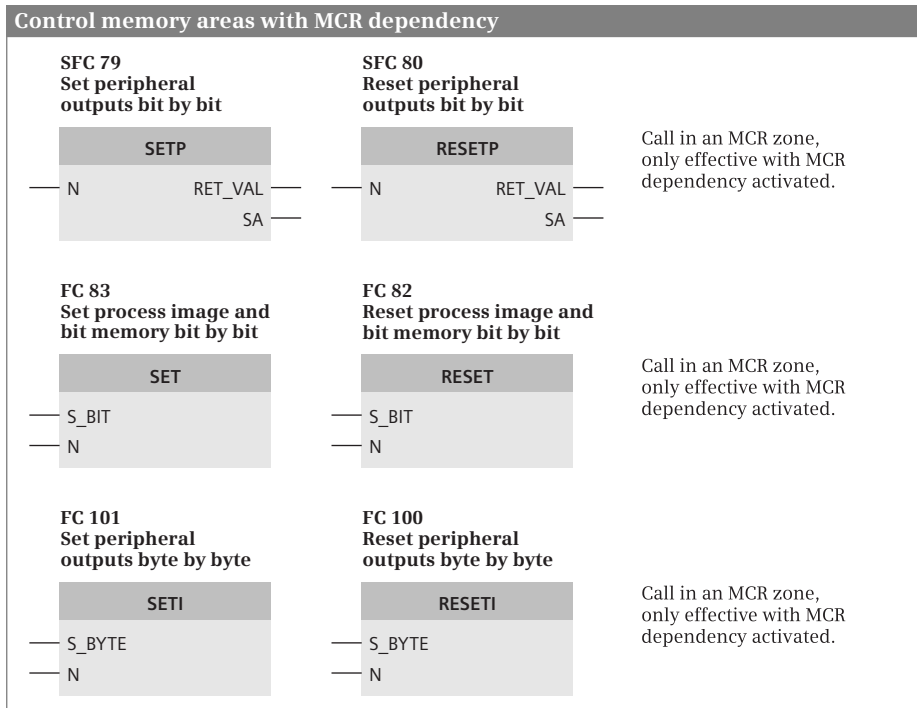 Control memory areas with MCR dependency
SFC 79
Set peripheral
outputs bit by bit
SETP
N RET_VAL
SA
SFC 80
Reset peripheral
outputs bit by bit
RESETP
N RET_VAL
SA
Call in an MCR zone,
only effective with MCR
dependency activated.
FC 83
Set process image and
bit memory bit by bit
SET
S_BIT
N
FC 82
Reset process image and
bit memory bit by bit
RESET
S_BIT
N
Call in an MCR zone,
only effective with MCR
dependency activated.
FC 101
Set peripheral
outputs byte by byte
SETI
S_BYTE
N
FC 100
Reset peripheral
outputs byte by byte
RESETI
S_BYTE
N
Call in an MCR zone,
only effective with MCR
dependency activated.